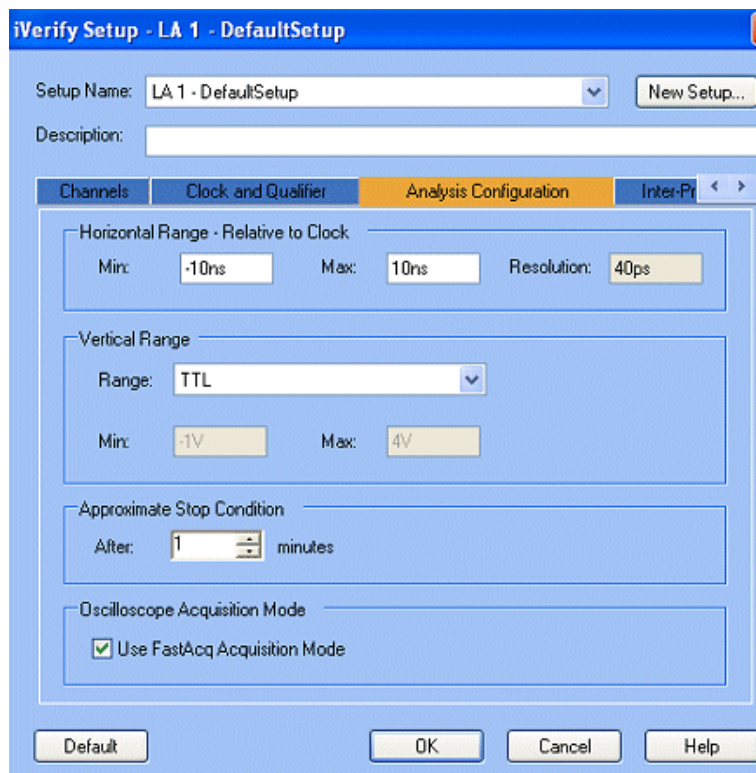 iVerify Setup - LA 1 - DefaultSetup
Setup Name: LA 1 - DefaultSetup New Setup...
Description:
Channels Clock and Qualifier Analysis Configuration Inter-Pr
Horizontal Range - Relative to Clock
Min: -10ns Max: 10ns Resolution: 40ps
Vertical Range
Range: TTL
Min: -1V Max: 4V
Approximate Stop Condition
After: 1 minutes
Oscilloscope Acquisition Mode
Use FastAcq Acquisition Mode
Default OK Cancel Help